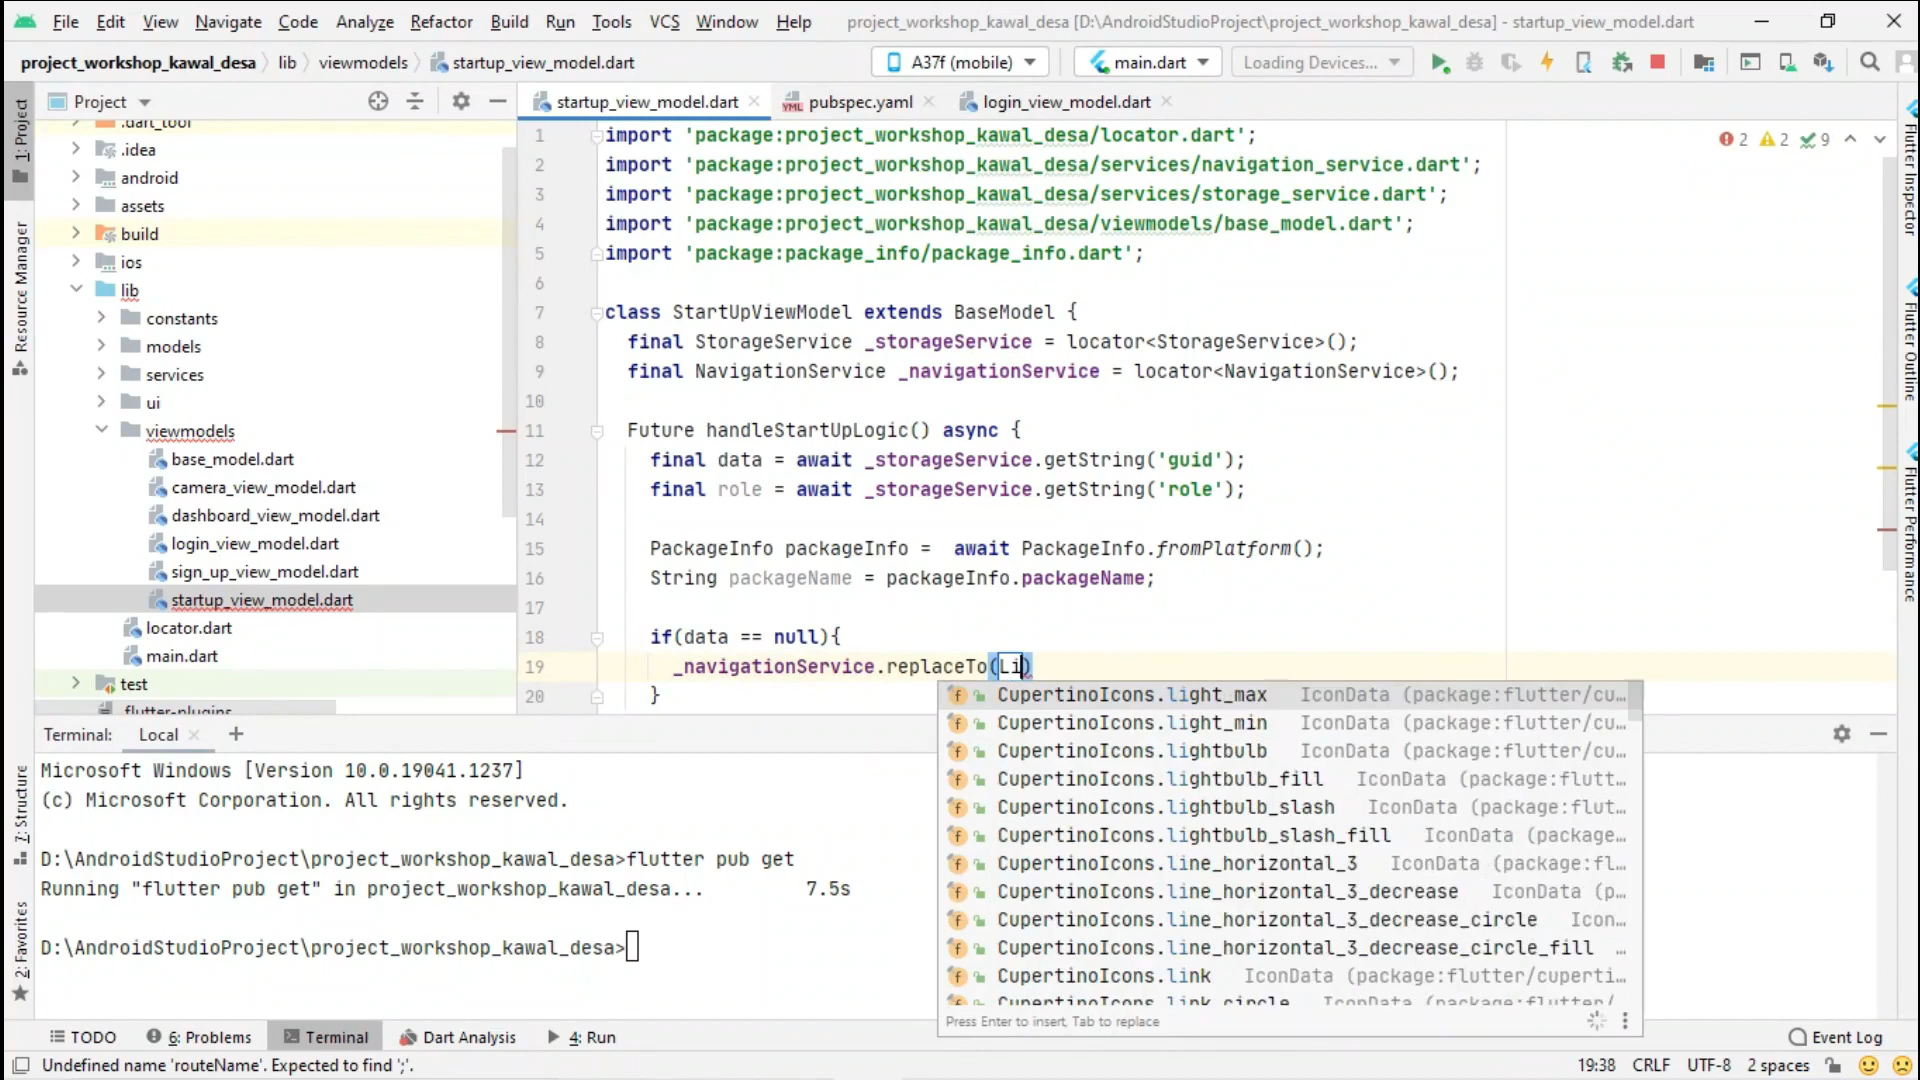 File Edit View Navigate Code Analyze Refactor Build Run Tools VCS Window Help project_workshop_kawal_desa [D:\AndroidStudioProject\project_workshop_kawal_desa] - startup_view_model.dart
project_workshop_kawal_desa lib viewmodels startup_view_model.dart A37f (mobile) main.dart Loading Devices...
Project startup_view_model.dart pubspec.yaml login_view_model.dart
.dart_tool
.idea
android
assets
build
ios
lib
constants
models
services
ui
viewmodels
base_model.dart
camera_view_model.dart
dashboard_view_model.dart
login_view_model.dart
sign_up_view_model.dart
startup_view_model.dart
locator.dart
main.dart
test
.flutter-plugins
1: Project
Resource Manager
7: Structure
2: Favorites
2 2 9
1 import 'package:project_workshop_kawal_desa/locator.dart';
2 import 'package:project_workshop_kawal_desa/services/navigation_service.dart';
3 import 'package:project_workshop_kawal_desa/services/storage_service.dart';
4 import 'package:project_workshop_kawal_desa/viewmodels/base_model.dart';
5 import 'package:package_info/package_info.dart';
6
7 class StartUpViewModel extends BaseModel {
8 final StorageService _storageService = locator<StorageService>();
9 final NavigationService _navigationService = locator<NavigationService>();
10
11 Future handleStartUpLogic() async {
12 final data = await _storageService.getString('guid');
13 final role = await _storageService.getString('role');
14
15 PackageInfo packageInfo =  await PackageInfo.fromPlatform();
16 String packageName = packageInfo.packageName;
17
18 if(data == null){
19 _navigationService.replaceTo(Li)
20 }
CupertinoIcons.light_max IconData (package:flutter/cu…
CupertinoIcons.light_min IconData (package:flutter/cu…
CupertinoIcons.lightbulb IconData (package:flutter/cu…
CupertinoIcons.lightbulb_fill IconData (package:flutt…
CupertinoIcons.lightbulb_slash IconData (package:flut…
CupertinoIcons.lightbulb_slash_fill IconData (package…
CupertinoIcons.line_horizontal_3 IconData (package:fl…
CupertinoIcons.line_horizontal_3_decrease IconData (p…
CupertinoIcons.line_horizontal_3_decrease_circle Icon…
CupertinoIcons.line_horizontal_3_decrease_circle_fill …
CupertinoIcons.link IconData (package:flutter/cuperti…
CupertinoIcons.link_circle IconData (package:flutter/…
Press Enter to insert, Tab to replace
Flutter Inspector
Flutter Outline
Flutter Performance
Terminal: Local +
Microsoft Windows [Version 10.0.19041.1237]
(c) Microsoft Corporation. All rights reserved.
D:\AndroidStudioProject\project_workshop_kawal_desa>flutter pub get
Running "flutter pub get" in project_workshop_kawal_desa... 7.5s
D:\AndroidStudioProject\project_workshop_kawal_desa>
TODO 6: Problems Terminal Dart Analysis 4: Run Event Log
Undefined name 'routeName'. Expected to find ';'. 19:38 CRLF UTF-8 2 spaces